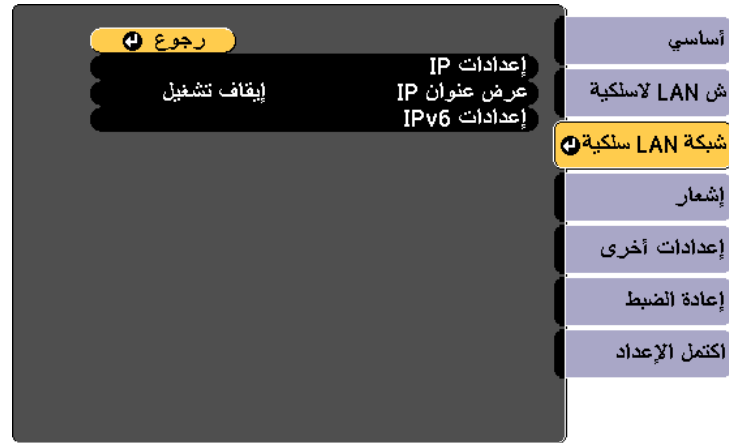 أساسي
ش LAN لاسلكية
شبكة LAN سلكية
إشعار
إعدادات أخرى
إعادة الضبط
اكتمل الإعداد
رجوع
إعدادات IP
عرض عنوان IP إيقاف تشغيل
إعدادات IPv6